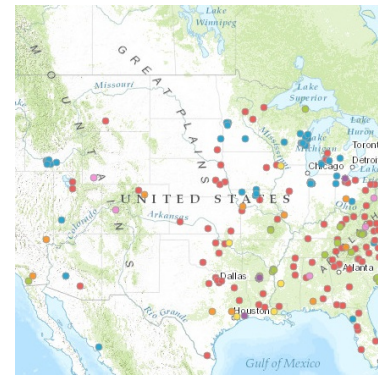 Lake
Winnipeg
GREAT PLAINS
MOUNTAINS
Missouri
Lake
Superior
Mississippi
Lake
Michigan
Lake
Huron
Toront
Detroi
Chicago
Ohio
UNITED STATES
Colorado
Arkansas
Dallas
Atlanta
Rio Grande
Houston
Gulf of Mexico